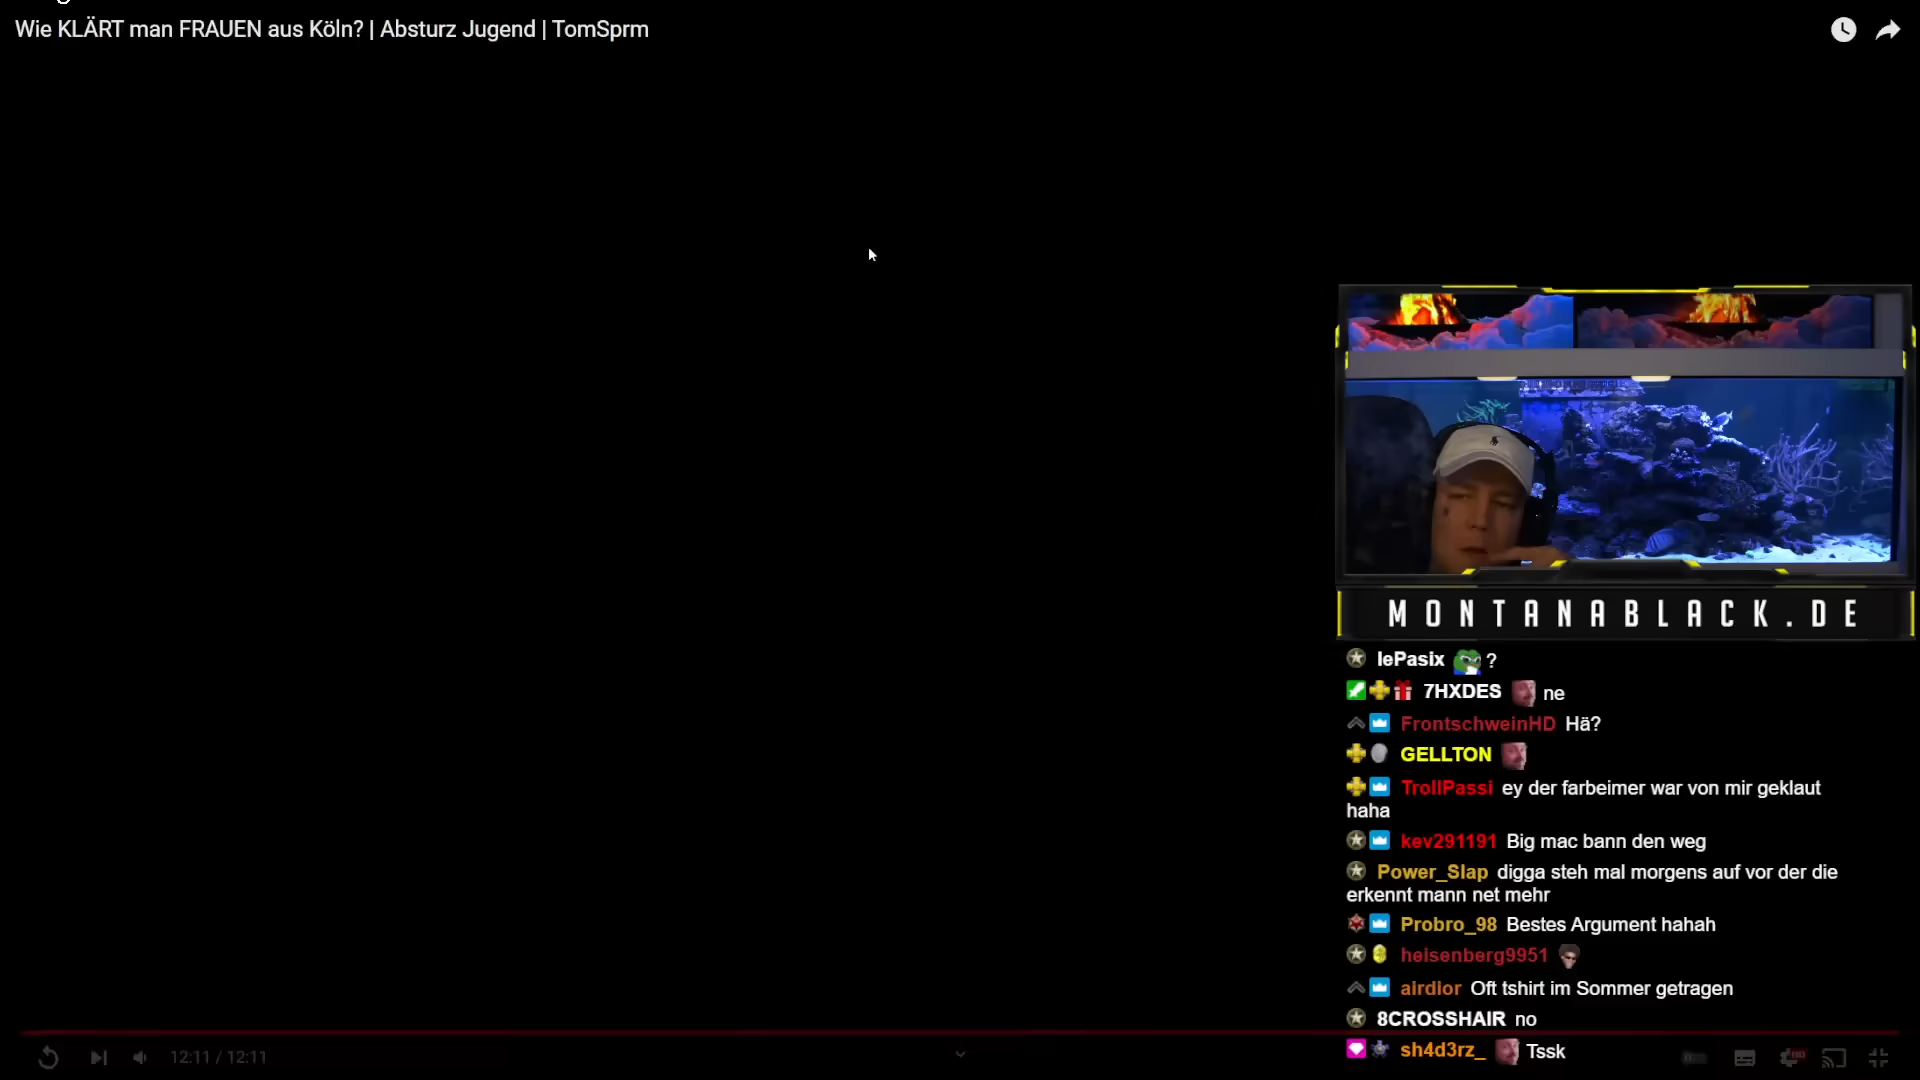 Wie KLÄRT man FRAUEN aus Köln? | Absturz Jugend | TomSprm
MONTANABLACK.DE
lePasix ?
7HXDES ne
FrontschweinHD Hä?
GELLTON
TrollPassi ey der farbeimer war von mir geklaut
haha
kev291191 Big mac bann den weg
Power_Slap digga steh mal morgens auf vor der die
erkennt mann net mehr
Probro_98 Bestes Argument hahah
heisenberg9951
airdior Oft tshirt im Sommer getragen
8CROSSHAIR no
sh4d3rz_ Tssk
12:11 / 12:11